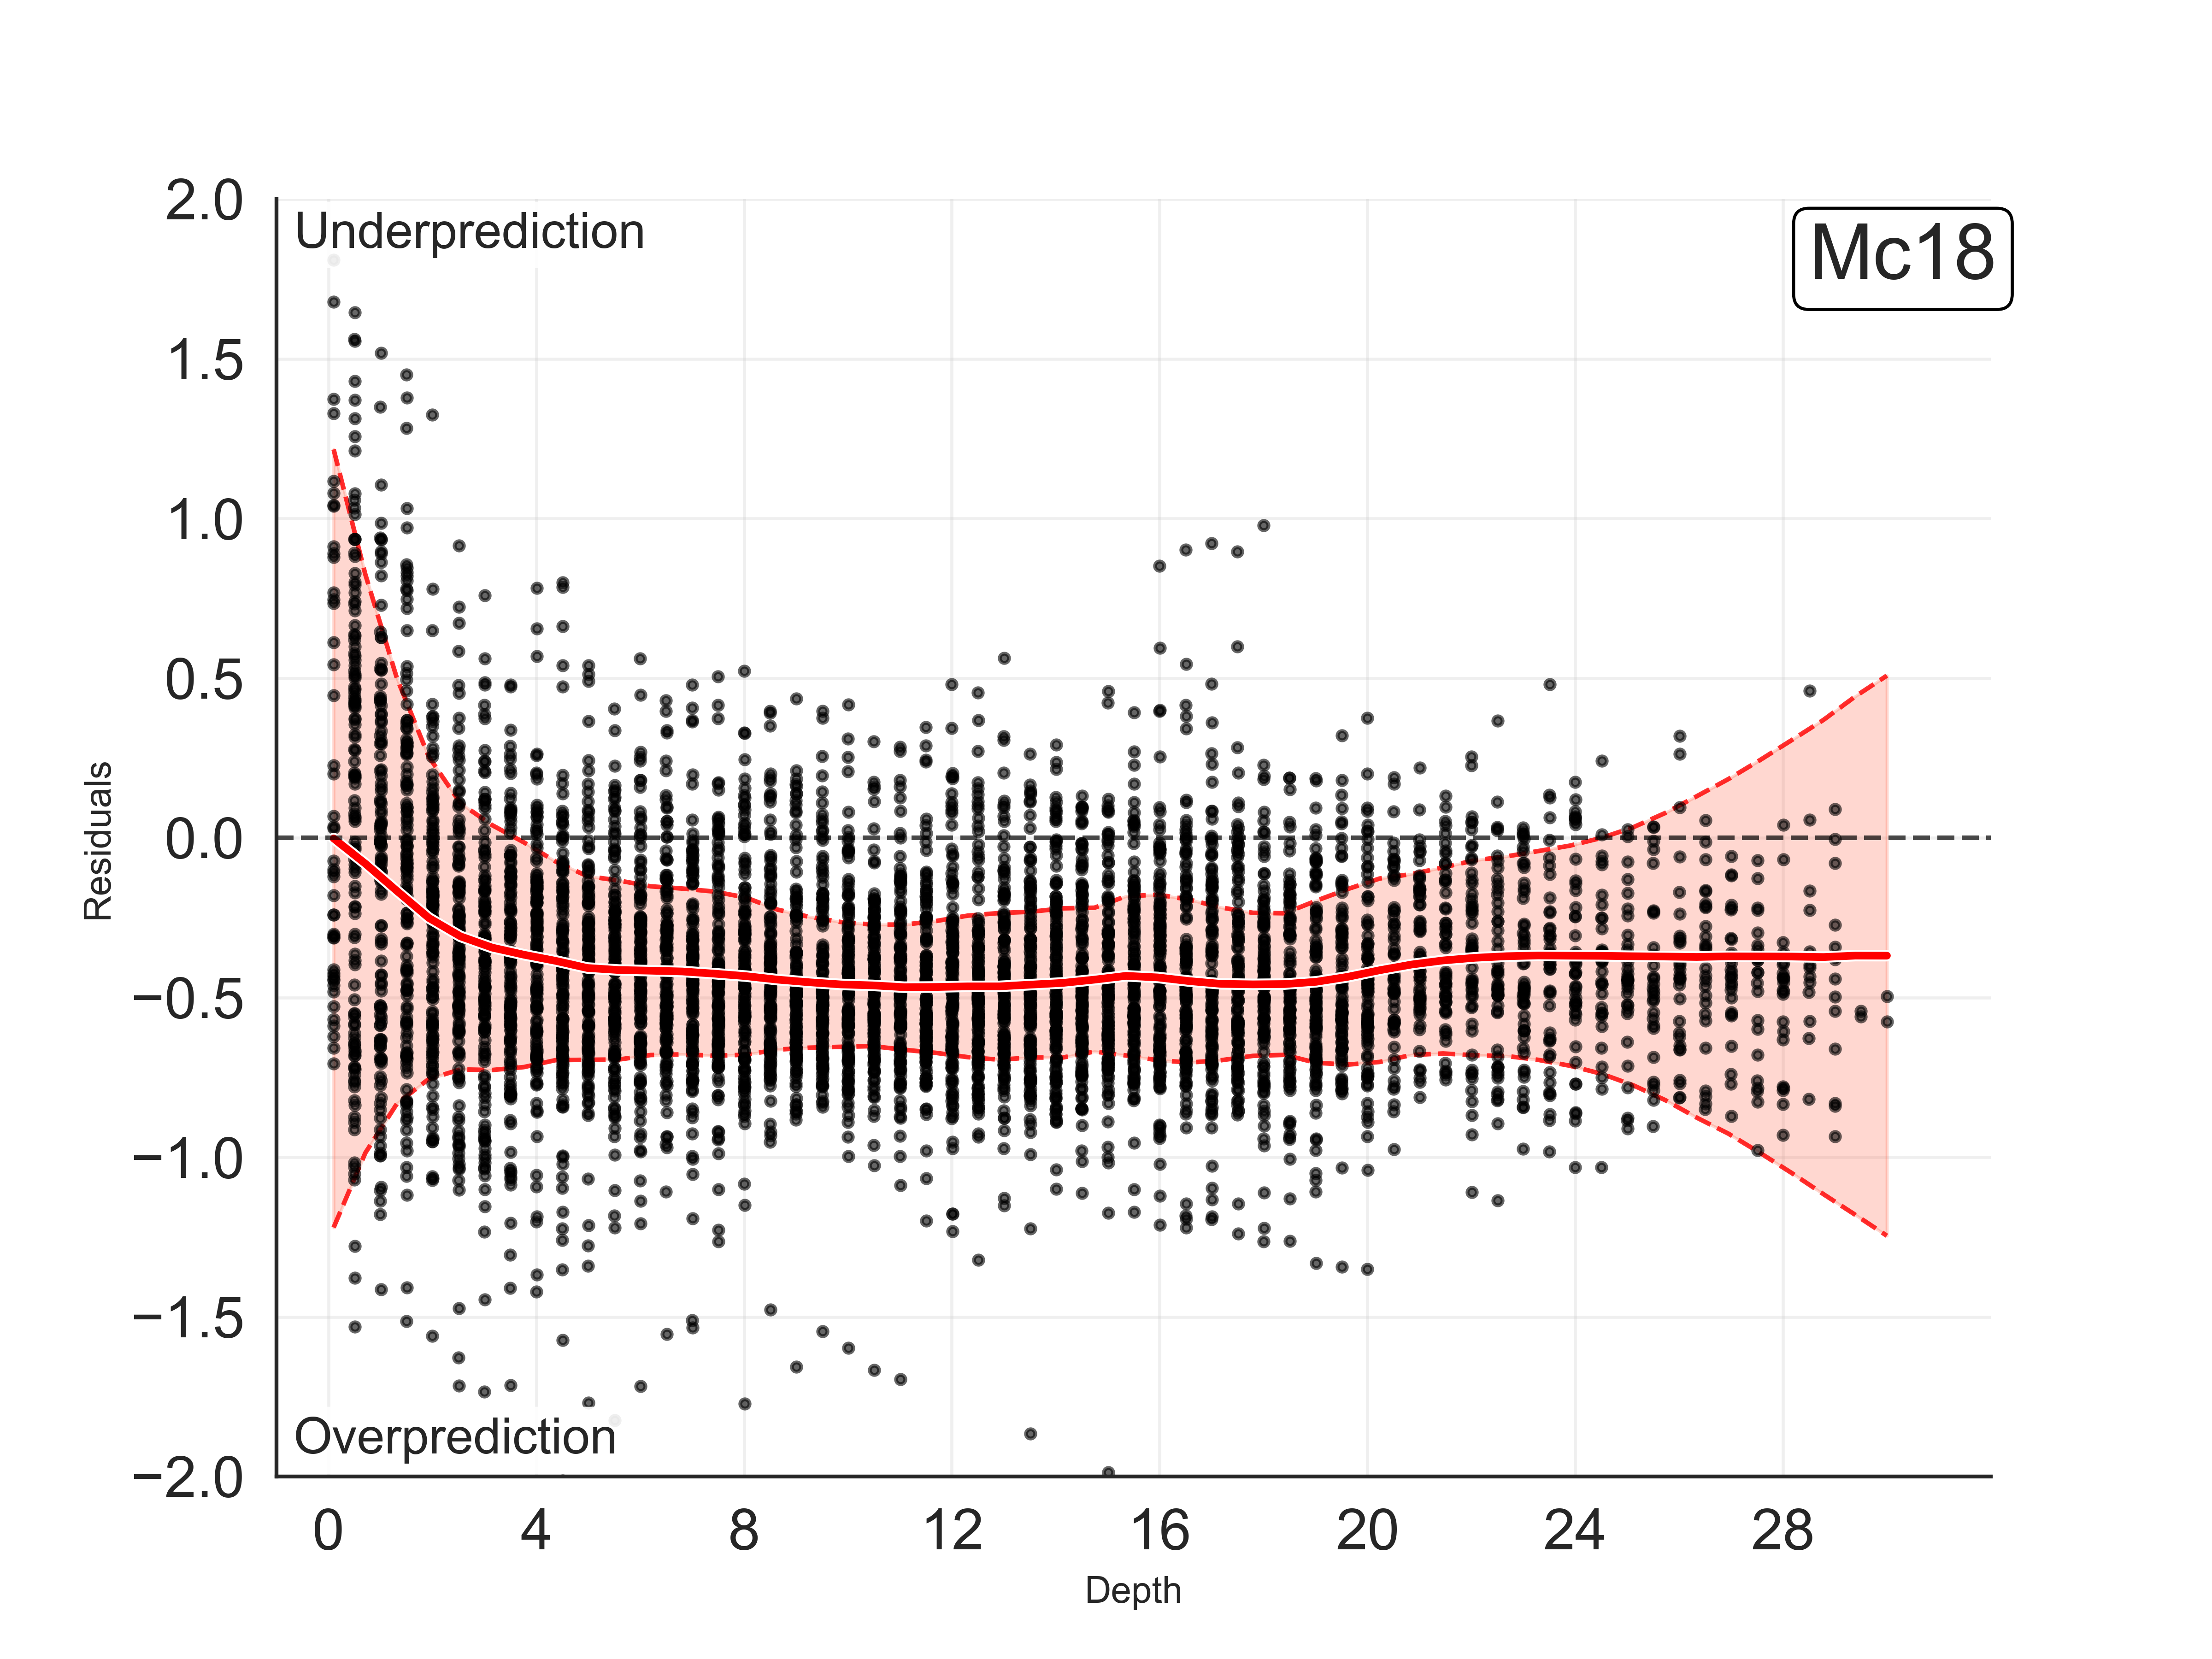 Underprediction
Mc18
2.0
1.5
1.0
0.5
0.0
−0.5
−1.0
−1.5
−2.0
Residuals
Overprediction
0 4 8 12 16 20 24 28
Depth